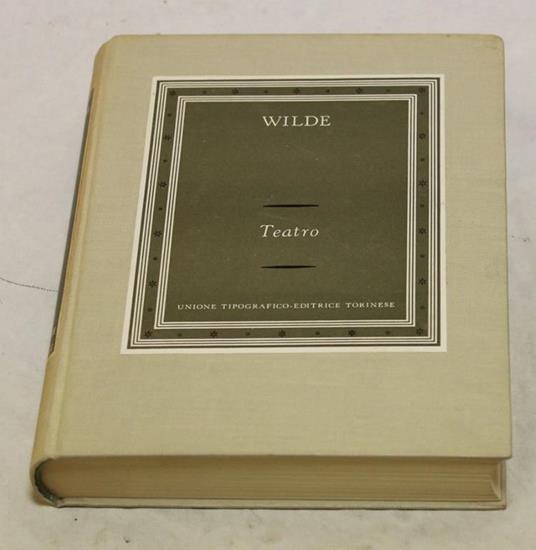 WILDE
Teatro
UNIONE TIPOGRAFICO-EDITRICE TORINESE